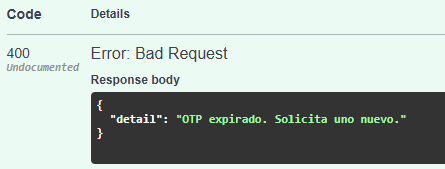 Code Details
400 Error: Bad Request
Undocumented
Response body
{
"detail": "OTP expirado. Solicita uno nuevo."
}